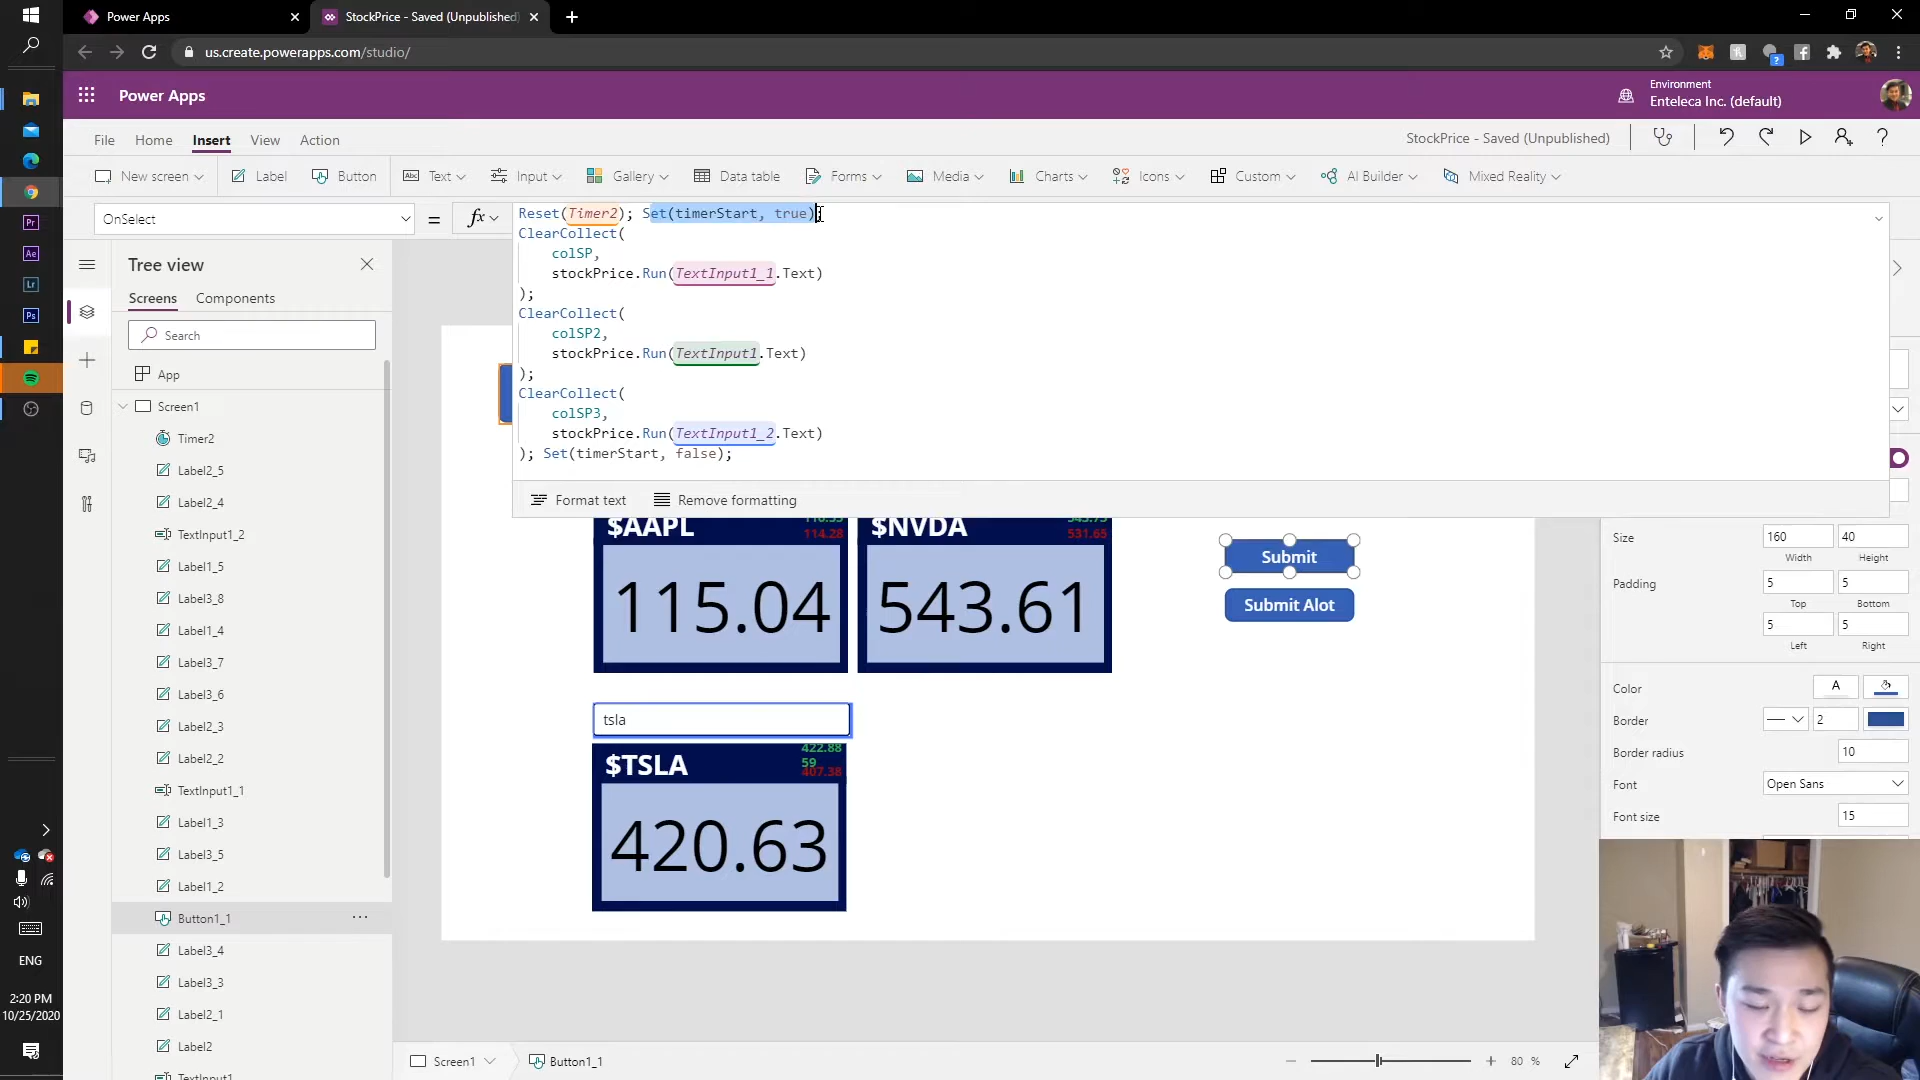 Power Apps
StockPrice - Saved (Unpublished)
us.create.powerapps.com/studio/
Power Apps
Environment
Enteleca Inc. (default)
File
Home
Insert
View
Action
StockPrice - Saved (Unpublished)
New screen
Label
Button
Text
Input
Gallery
Data table
Forms
Media
Charts
Icons
Custom
AI Builder
Mixed Reality
OnSelect
=
fx
Reset(Timer2); Set(timerStart, true);
ClearCollect(
colSP,
stockPrice.Run(TextInput1_1.Text)
);
ClearCollect(
colSP2,
stockPrice.Run(TextInput1.Text)
);
ClearCollect(
colSP3,
stockPrice.Run(TextInput1_2.Text)
); Set(timerStart, false);
Format text
Remove formatting
Tree view
Screens
Components
Search
App
Screen1
Timer2
Label2_5
Label2_4
TextInput1_2
Label1_5
Label3_8
Label1_4
Label3_7
Label3_6
Label2_3
Label2_2
TextInput1_1
Label1_3
Label3_5
Label1_2
Button1_1
Label3_4
Label3_3
Label2_1
Label2
TextInput1
$AAPL
114.28
115.04
$NVDA
531.65
543.61
Submit
Submit Alot
tsla
$TSLA
422.88
59
407.38
420.63
Size
160
40
Width
Height
Padding
5
5
Top
Bottom
5
5
Left
Right
Color
A
Border
2
Border radius
10
Font
Open Sans
Font size
15
Screen1
Button1_1
80 %
Pr
Ae
Lr
Ps
ENG
2:20 PM
10/25/2020